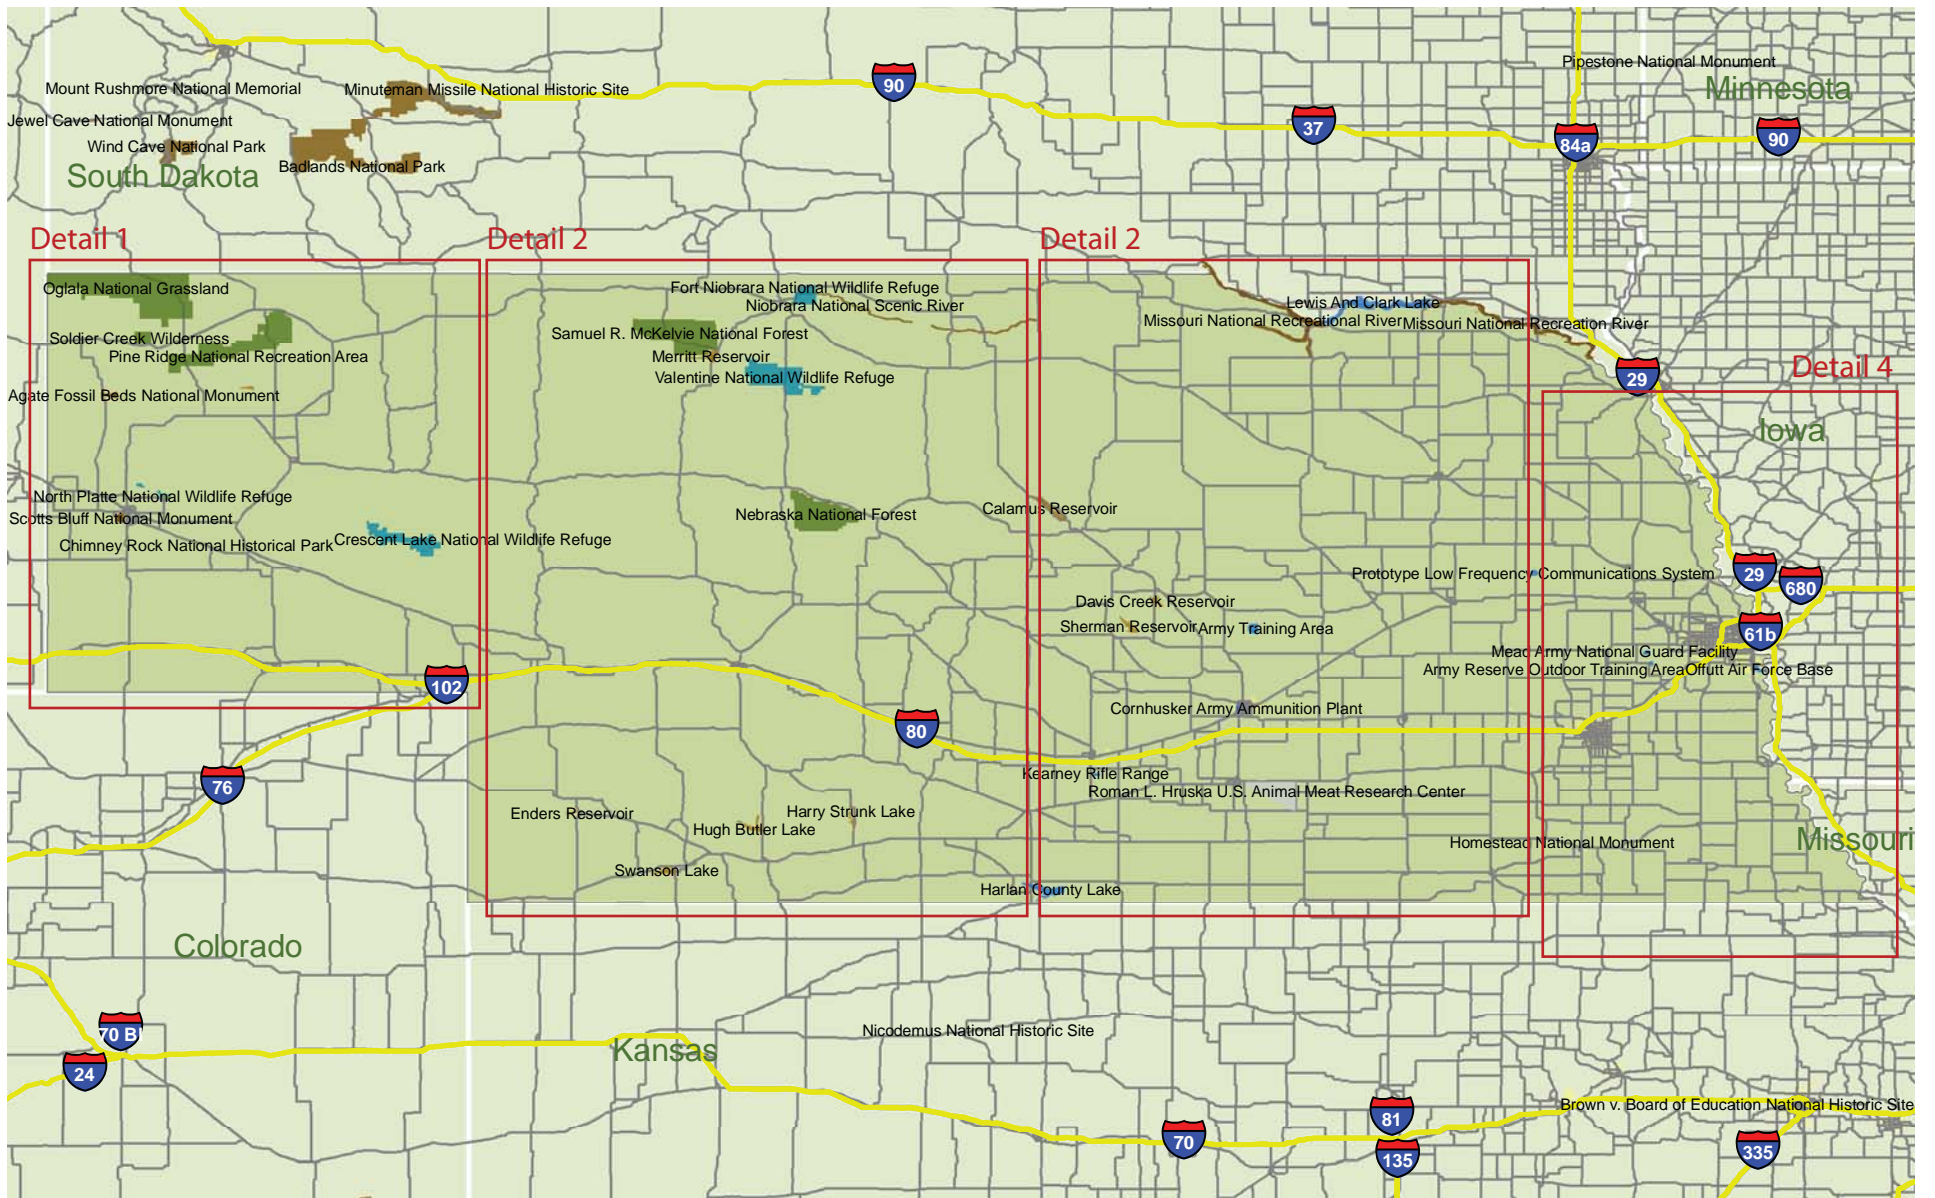 Pipestone National Monument
Minnesota
Mount Rushmore National Memorial
Minuteman Missile National Historic Site
90
Jewel Cave National Monument
37
84a
90
Wind Cave National Park
Badlands National Park
South Dakota
Detail 1
Detail 2
Detail 2
Oglala National Grassland
Fort Niobrara National Wildlife Refuge
Niobrara National Scenic River
Lewis And Clark Lake
Missouri National Recreational River
Missouri National Recreation River
Soldier Creek Wilderness
Samuel R. McKelvie National Forest
Pine Ridge National Recreation Area
Merritt Reservoir
Valentine National Wildlife Refuge
29
Detail 4
Agate Fossil Beds National Monument
Iowa
North Platte National Wildlife Refuge
Scotts Bluff National Monument
Nebraska National Forest
Calamus Reservoir
Chimney Rock National Historical Park
Crescent Lake National Wildlife Refuge
Prototype Low Frequency Communications System
29
680
Davis Creek Reservoir
Sherman Reservoir
Army Training Area
61b
Mead Army National Guard Facility
Army Reserve Outdoor Training Area
Offutt Air Force Base
102
Cornhusker Army Ammunition Plant
80
76
Kearney Rifle Range
Roman L. Hruska U.S. Animal Meat Research Center
Enders Reservoir
Harry Strunk Lake
Hugh Butler Lake
Homestead National Monument
Missouri
Swanson Lake
Harlan County Lake
Colorado
70 B
24
Nicodemus National Historic Site
Kansas
Brown v. Board of Education National Historic Site
81
70
135
335